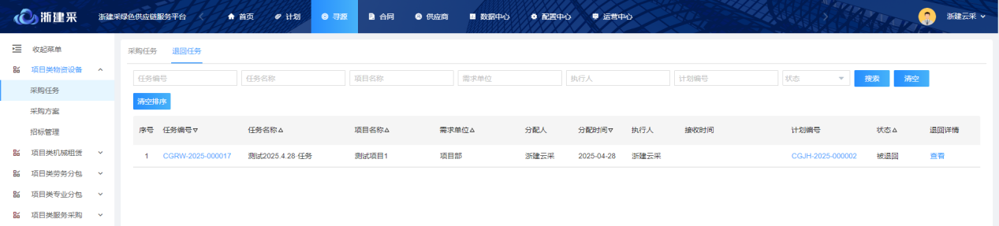 浙建采 浙建采绿色供应链服务平台 首页 计划 寻源 合同 供应商 数据中心 配置中心 运营中心 浙建云采
收起菜单
项目类物资设备
采购任务
采购方案
招标管理
项目类机械租赁
项目类劳务分包
项目类专业分包
项目类服务采购
采购任务 退回任务
任务编号 任务名称 项目名称 需求单位 执行人 计划编号 状态 搜索 清空
清空排序
序号 任务编号 任务名称 项目名称 需求单位 分配人 分配时间 执行人 接收时间 计划编号 状态 退回详情
1 CGRW-2025-000017 测试2025.4.28-任务 测试项目1 项目部 浙建云采 2025-04-28 浙建云采 CGJH-2025-000002 被退回 查看